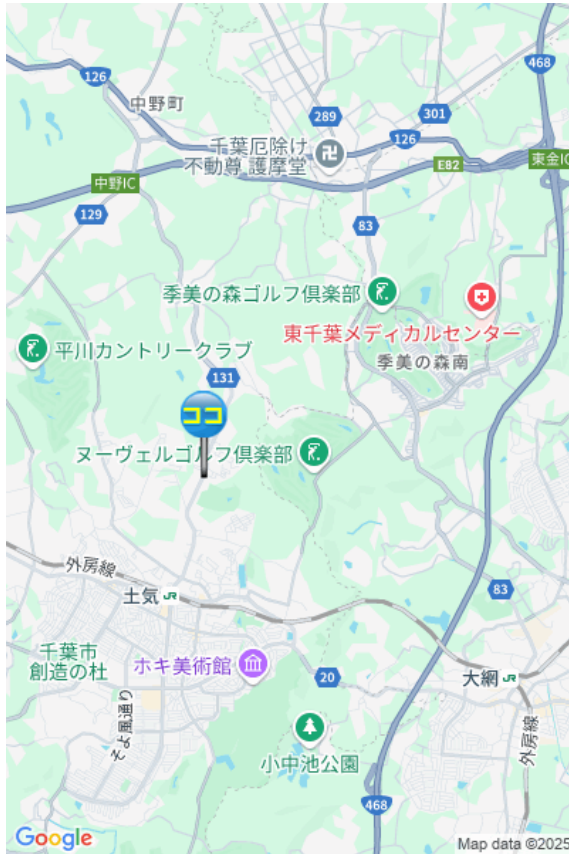 468
126
中野町
289
301
千葉厄除け
不動尊 護摩堂
126
E82
東金IC
中野IC
129
83
季美の森ゴルフ倶楽部
東千葉メディカルセンター
平川カントリークラブ
季美の森南
131
ココ
ヌーヴェルゴルフ倶楽部
外房線
土気 JR
83
千葉市
創造の杜
ホキ美術館
20
大網 JR
そよ風通り
小中池公園
外房線
468
Google
Map data ©2025